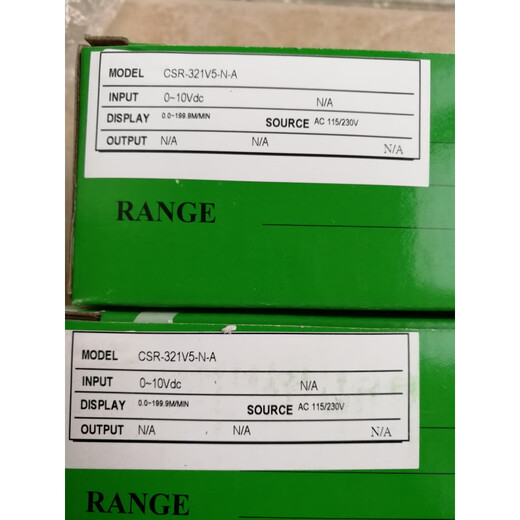 MODEL CSR-321V5-N-A
INPUT 0~10Vdc N/A
DISPLAY 0.0~199.9M/MIN SOURCE AC 115/230V
OUTPUT N/A N/A N/A
RANGE
MODEL CSR-321V5-N-A
INPUT 0~10Vdc N/A
DISPLAY 0.0~199.9M/MIN SOURCE AC 115/230V
OUTPUT N/A N/A N/A
RANGE